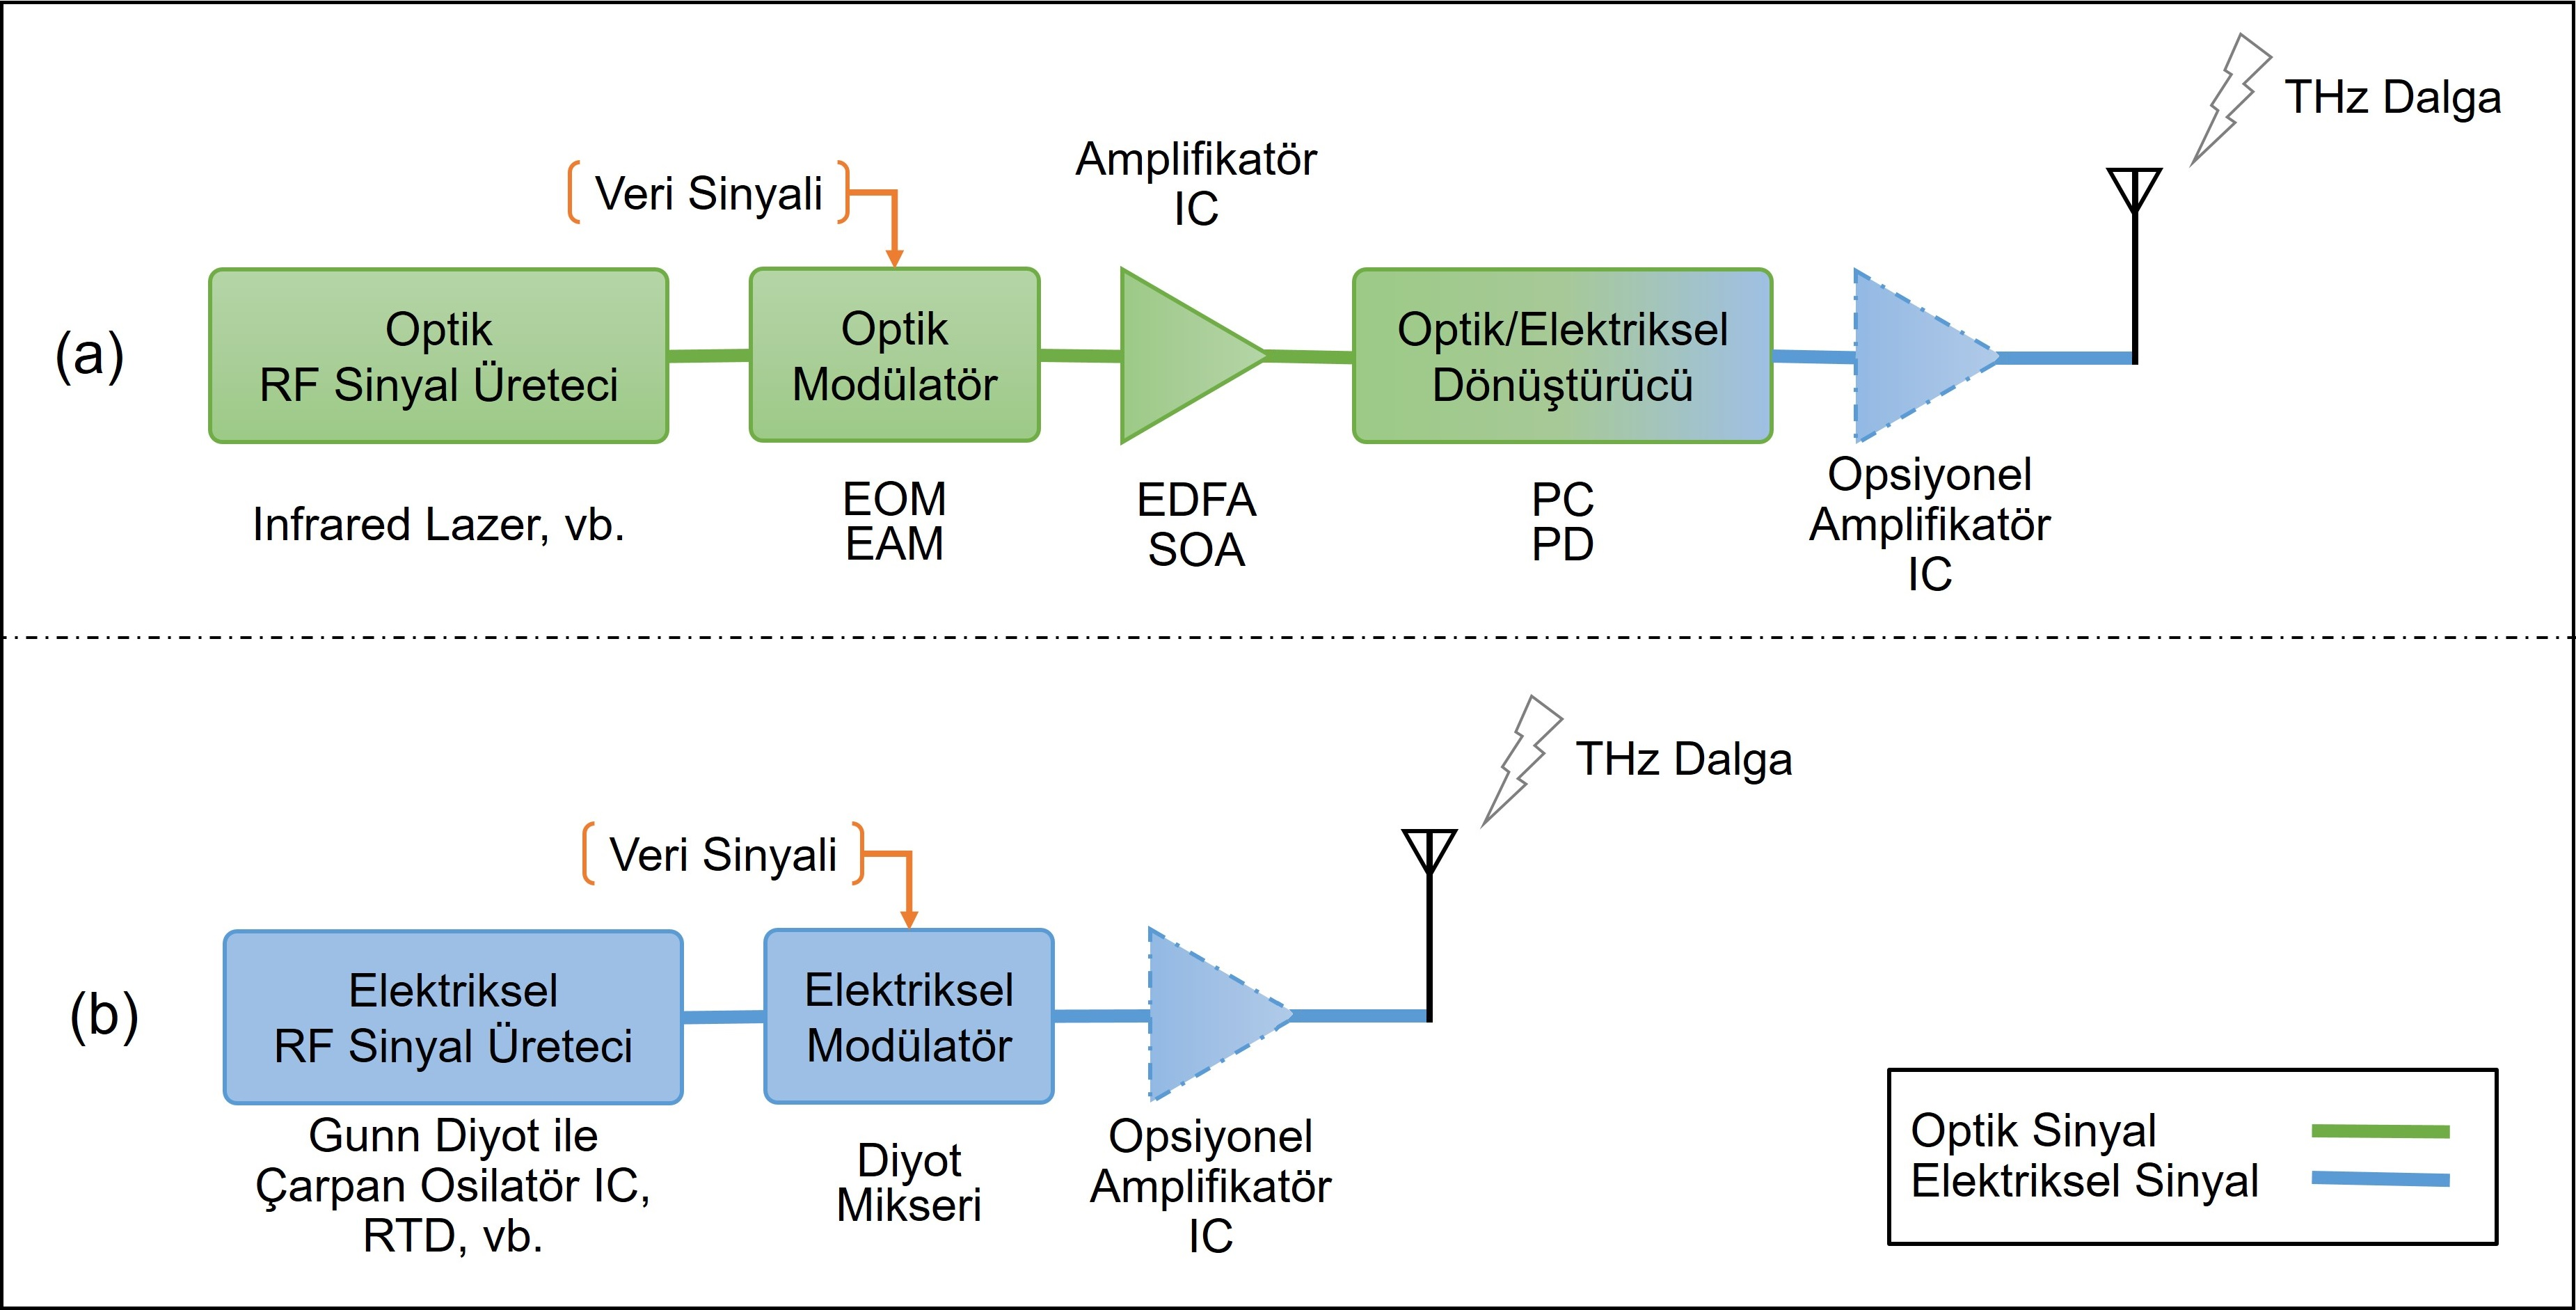 THz Dalga
Amplifikatör
IC
Veri Sinyali
(a)
Optik
RF Sinyal Üreteci
Optik
Modülatör
Optik/Elektriksel
Dönüştürücü
Infrared Lazer, vb.
EOM
EAM
EDFA
SOA
PC
PD
Opsiyonel
Amplifikatör
IC
THz Dalga
Veri Sinyali
(b)
Elektriksel
RF Sinyal Üreteci
Elektriksel
Modülatör
Gunn Diyot ile
Çarpan Osilatör IC,
RTD, vb.
Diyot
Mikseri
Opsiyonel
Amplifikatör
IC
Optik Sinyal
Elektriksel Sinyal